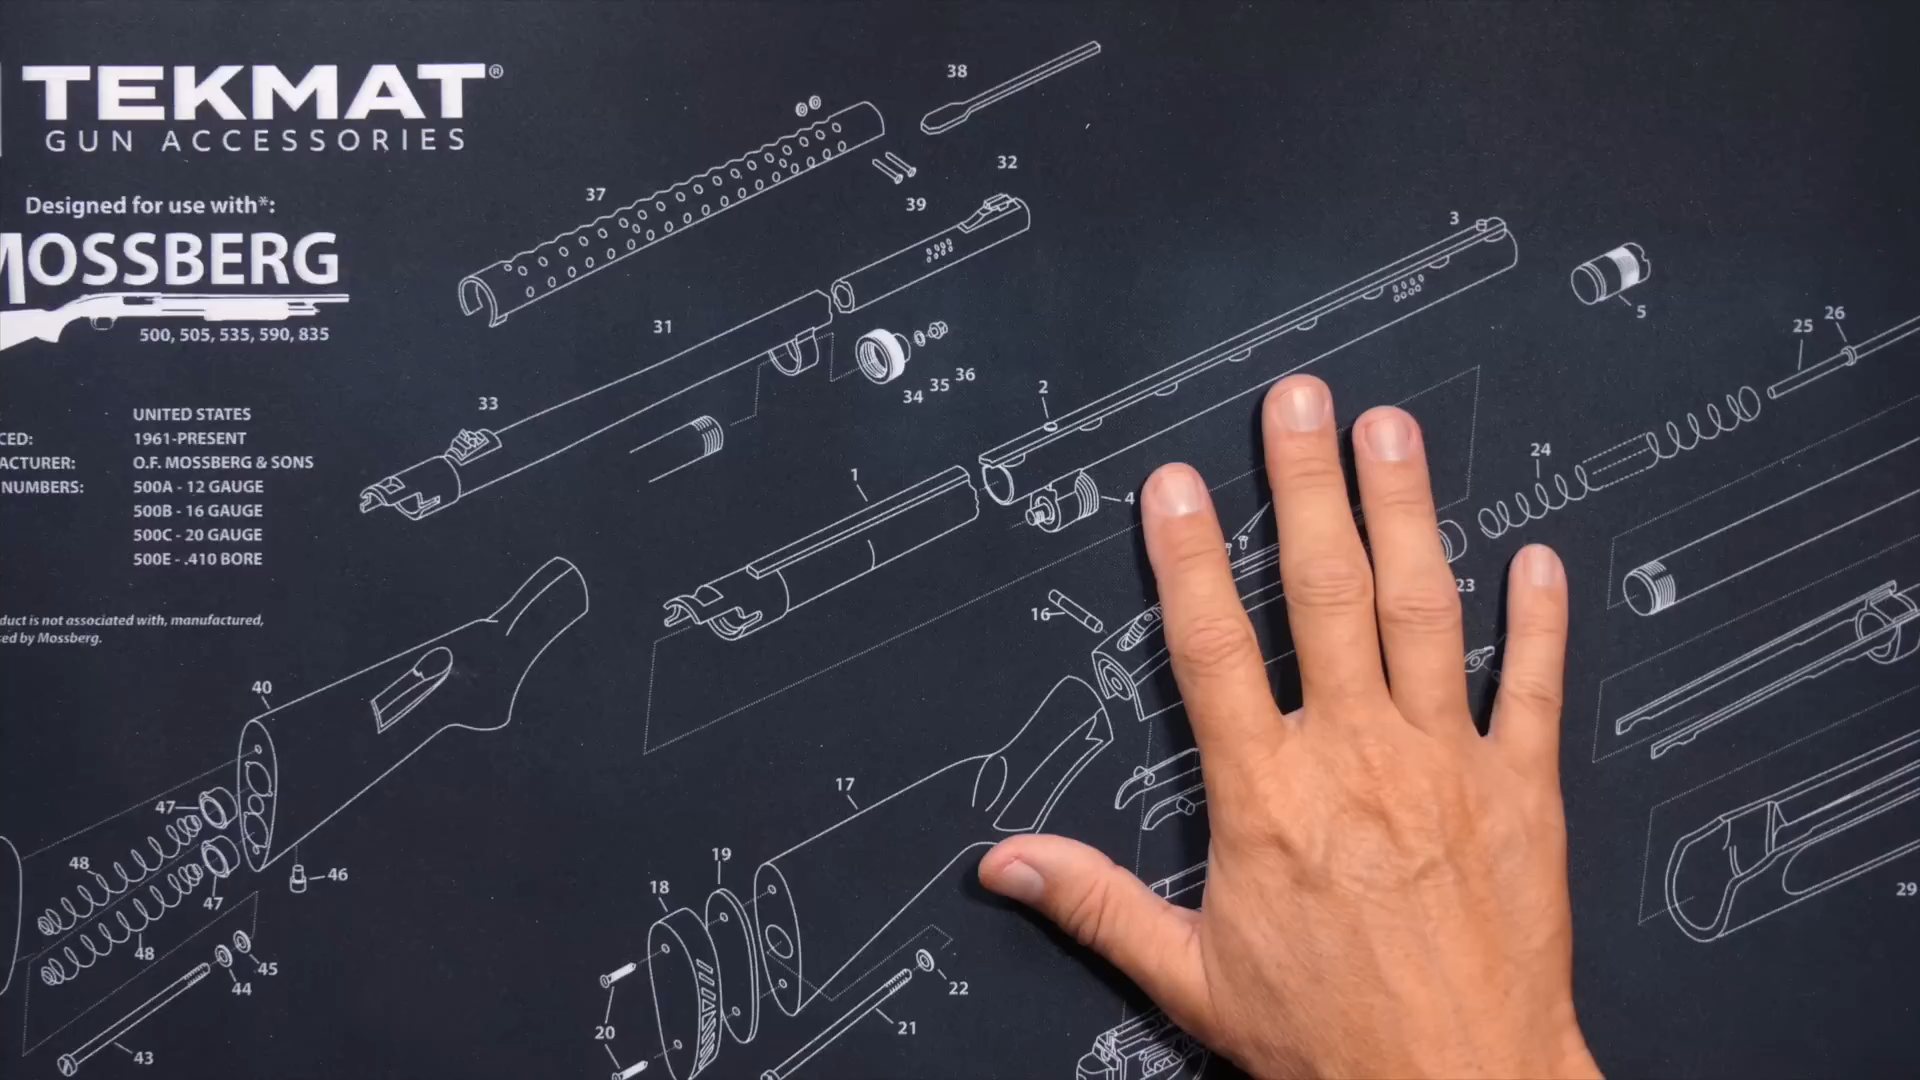 TEKMAT®
GUN ACCESSORIES
Designed for use with*:
MOSSBERG
500, 505, 535, 590, 835
UNITED STATES
CED: 1961-PRESENT
ACTURER: O.F. MOSSBERG & SONS
NUMBERS: 500A - 12 GAUGE
500B - 16 GAUGE
500C - 20 GAUGE
500E - .410 BORE
duct is not associated with, manufactured,
ed by Mossberg.
38
37
32
39
3
31
5
26
25
34 35 36
2
33
24
1
4
23
16
40
17
47
48
46
19
18
29
47
48
45
44
22
21
20
43